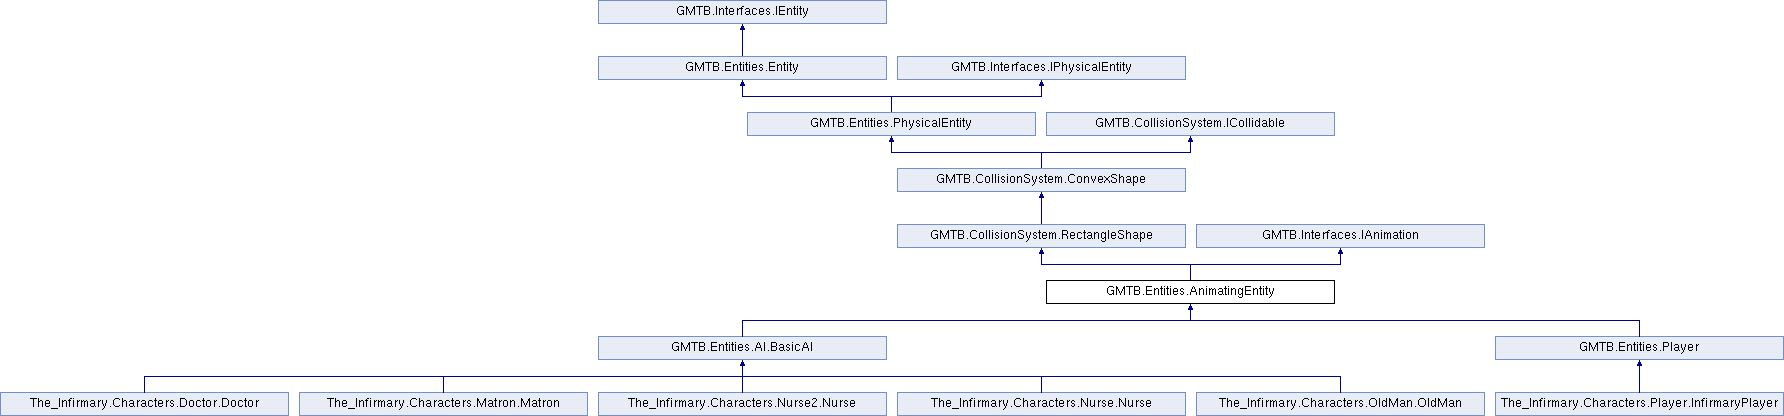 GMTB.Interfaces.IEntity
GMTB.Entities.Entity
GMTB.Interfaces.IPhysicalEntity
GMTB.Entities.PhysicalEntity
GMTB.CollisionSystem.ICollidable
GMTB.CollisionSystem.ConvexShape
GMTB.CollisionSystem.RectangleShape
GMTB.Interfaces.IAnimation
GMTB.Entities.AnimatingEntity
GMTB.Entities.AI.BasicAI
GMTB.Entities.Player
The_Infirmary.Characters.Doctor.Doctor
The_Infirmary.Characters.Matron.Matron
The_Infirmary.Characters.Nurse2.Nurse
The_Infirmary.Characters.Nurse.Nurse
The_Infirmary.Characters.OldMan.OldMan
The_Infirmary.Characters.Player.InfirmaryPlayer